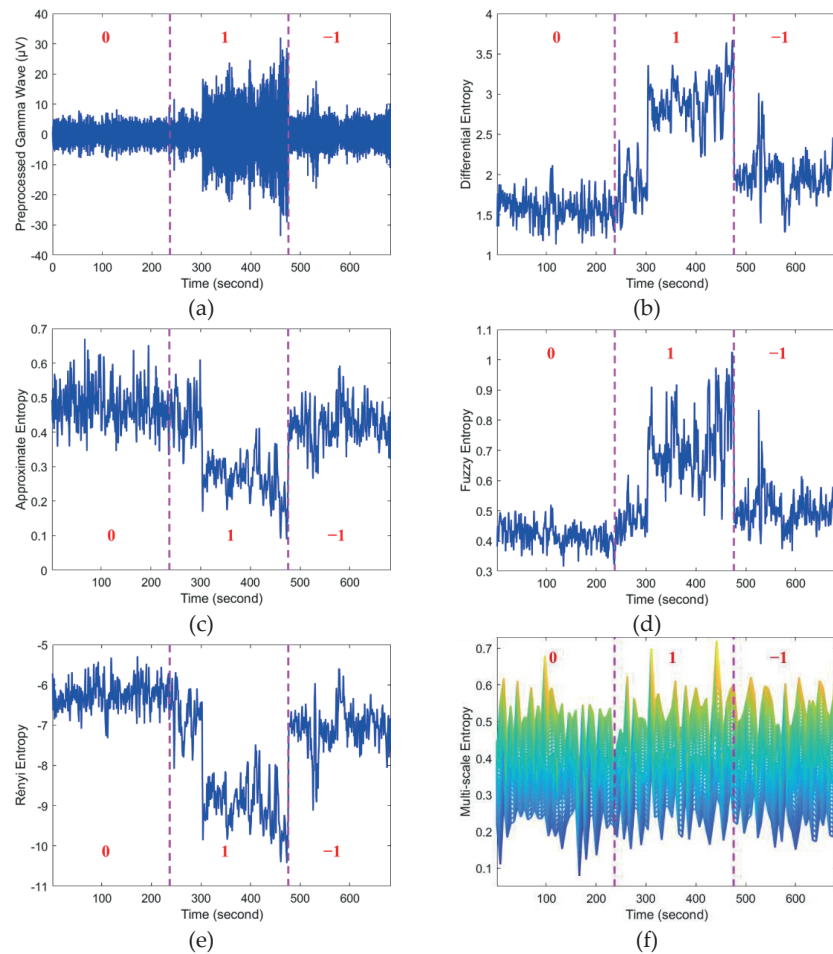 40
30
20
10
0
-10
-20
-30
-40
Preprocessed Gamma Wave (μV)
0 1 −1
0 100 200 300 400 500 600
Time (second)
(a)
4
3.5
3
2.5
2
1.5
1
Differential Entropy
0 1 −1
100 200 300 400 500 600
Time (second)
(b)
0.7
0.6
0.5
0.4
0.3
0.2
0.1
0
Approximate Entropy
0 1 −1
100 200 300 400 500 600
Time (second)
(c)
1.1
1
0.9
0.8
0.7
0.6
0.5
0.4
0.3
Fuzzy Entropy
0 1 −1
100 200 300 400 500 600
Time (second)
(d)
-5
-6
-7
-8
-9
-10
-11
Rényi Entropy
0 1 −1
100 200 300 400 500 600
Time (second)
(e)
0.7
0.6
0.5
0.4
0.3
0.2
0.1
Multi-scale Entropy
0 1 −1
100 200 300 400 500 600
Time (second)
(f)